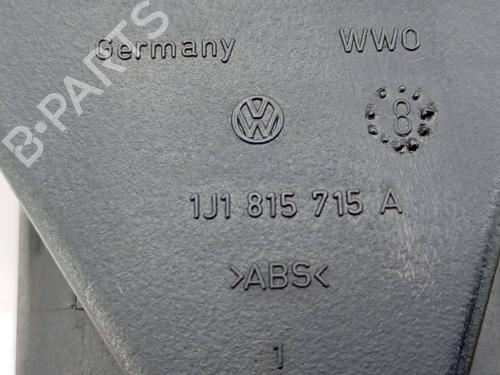 Germany WWO
8
1J1 815 715 A
>ABS<
1
B-PARTS